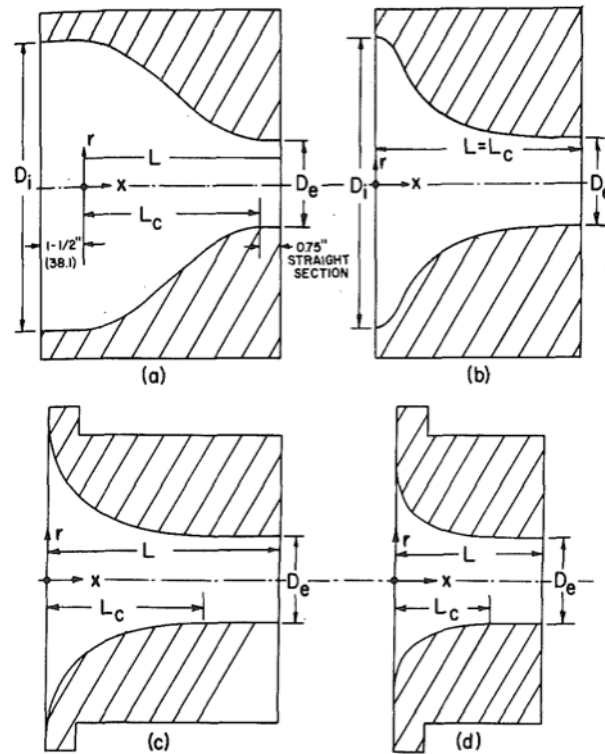 r
L
D_i
x
D_e
L_c
1-1/2"
(38.1)
0.75"
STRAIGHT
SECTION
(a)
L=L_c
r
D_i
x
D_e
(b)
r
L
x
D_e
L_c
(c)
r
L
x
D_e
L_c
(d)